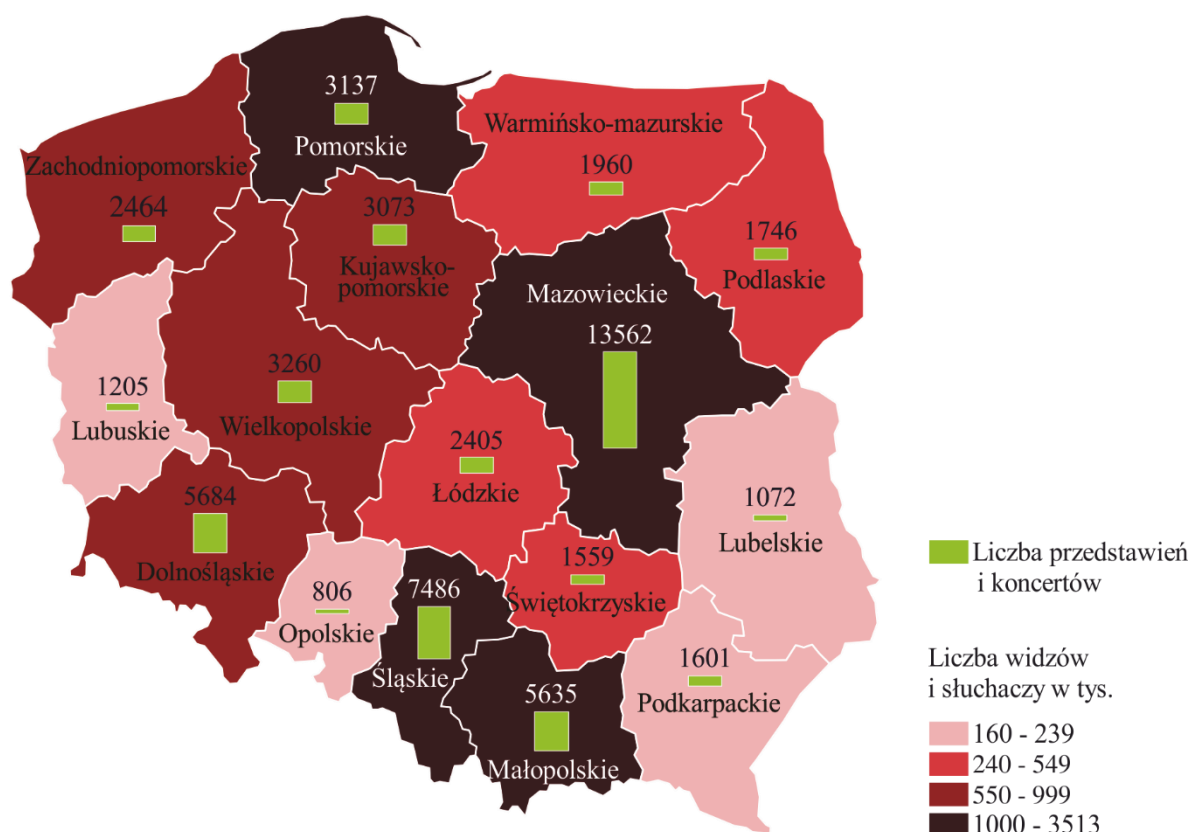 3137
Pomorskie
Warmińsko-mazurskie
1960
Zachodniopomorskie
2464
3073
Kujawsko-
pomorskie
1746
Podlaskie
Mazowieckie
13562
1205
Lubuskie
3260
Wielkopolskie
2405
Łódzkie
5684
Dolnośląskie
1072
Lubelskie
806
Opolskie
7486
Śląskie
1559
Świętokrzyskie
5635
Małopolskie
1601
Podkarpackie
Liczba przedstawień
i koncertów
Liczba widzów
i słuchaczy w tys.
160 - 239
240 - 549
550 - 999
1000 - 3513